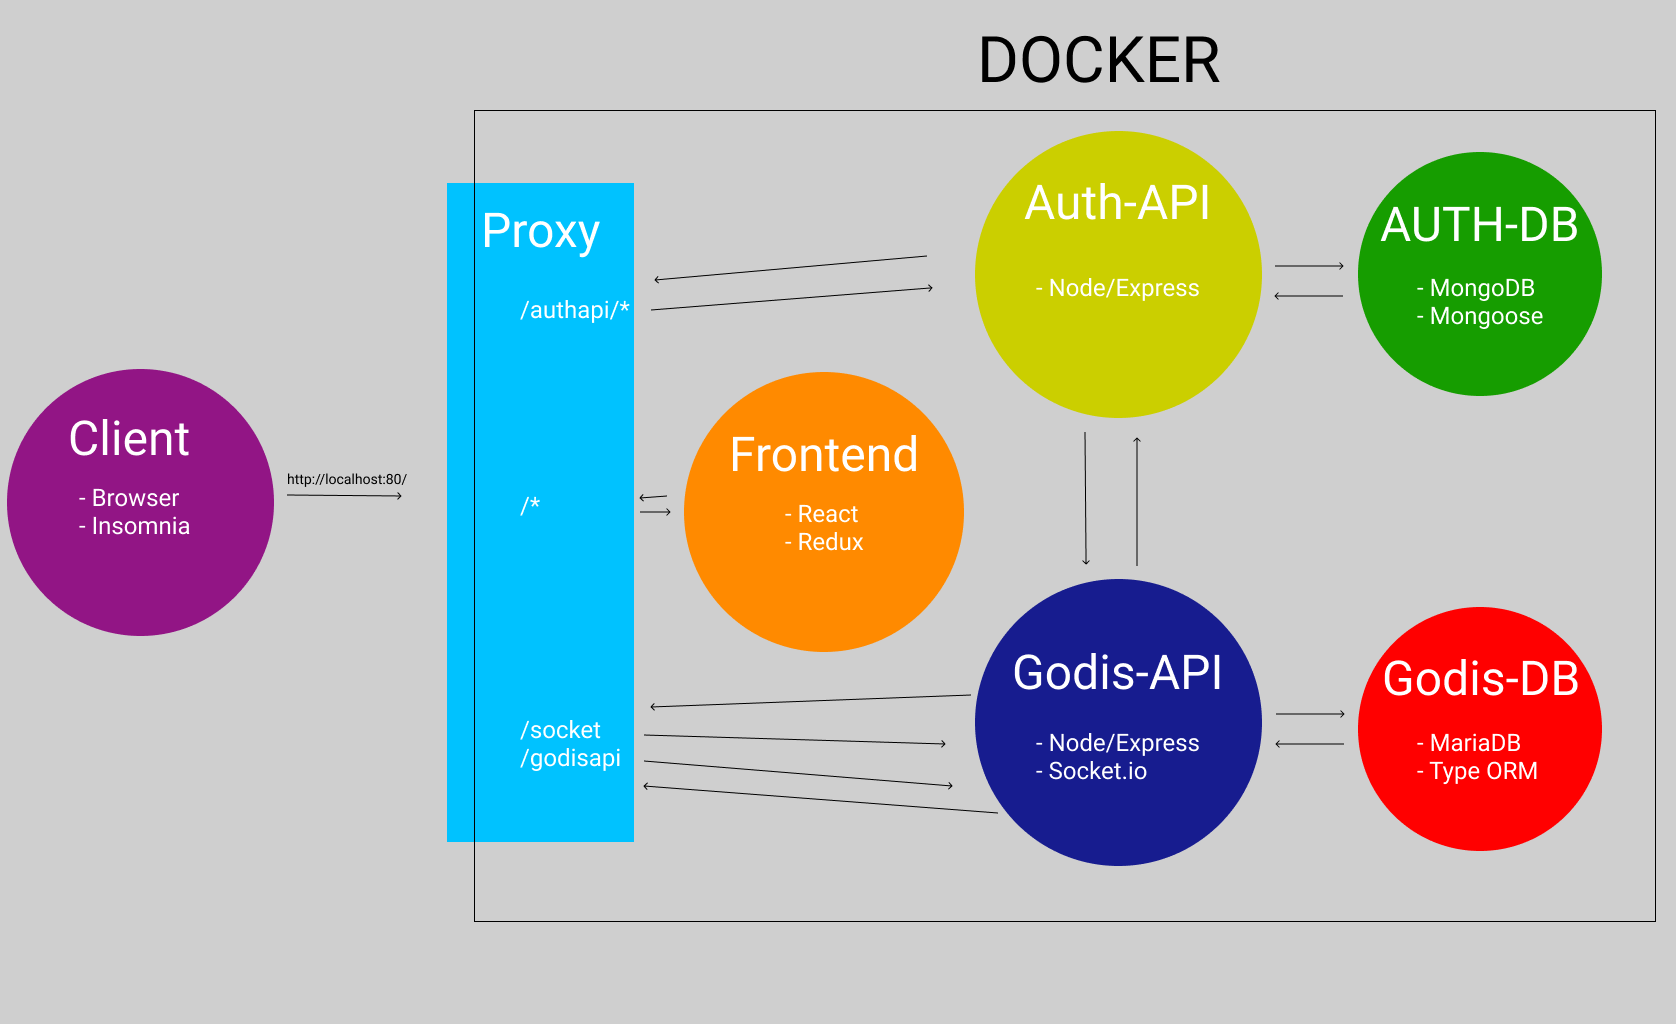 DOCKER
Proxy
/authapi/*
/*
/socket
/godisapi
Client
- Browser
- Insomnia
http://localhost:80/
Auth-API
- Node/Express
AUTH-DB
- MongoDB
- Mongoose
Frontend
- React
- Redux
Godis-API
- Node/Express
- Socket.io
Godis-DB
- MariaDB
- Type ORM